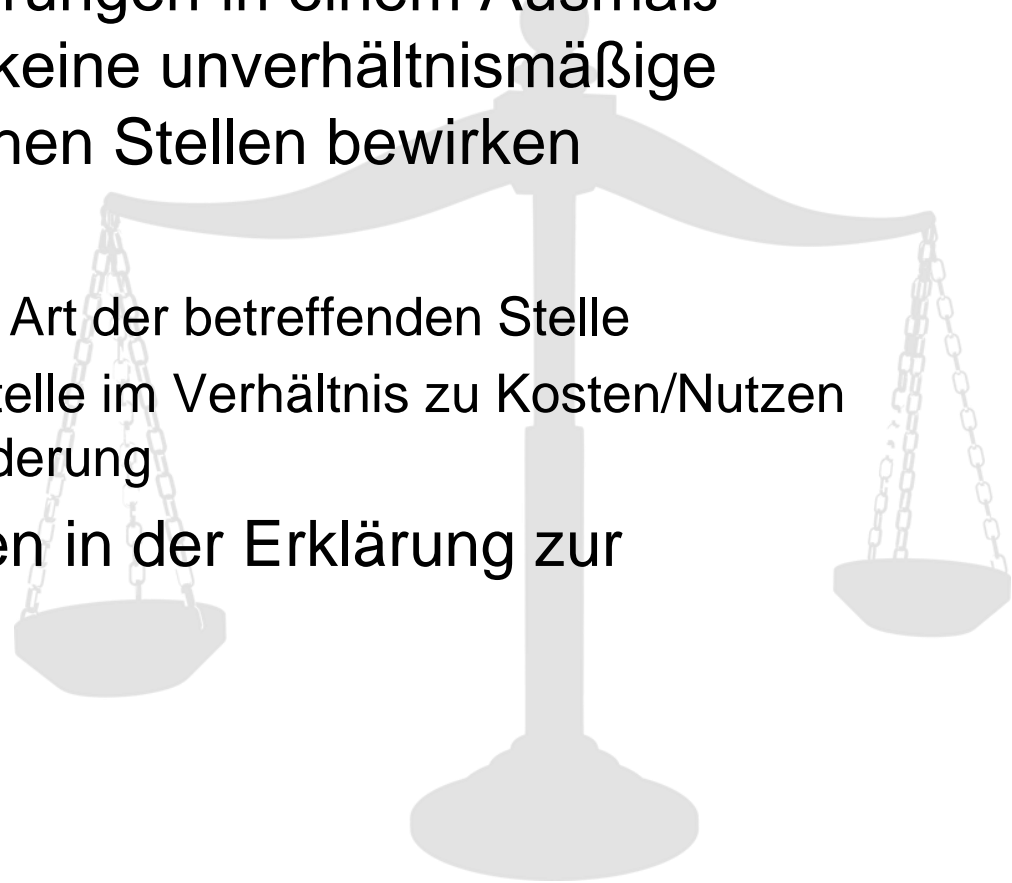 rungen in einem Ausmaß
keine unverhältnismäßige
nen Stellen bewirken
Art der betreffenden Stelle
telle im Verhältnis zu Kosten/Nutzen
derung
en in der Erklärung zur